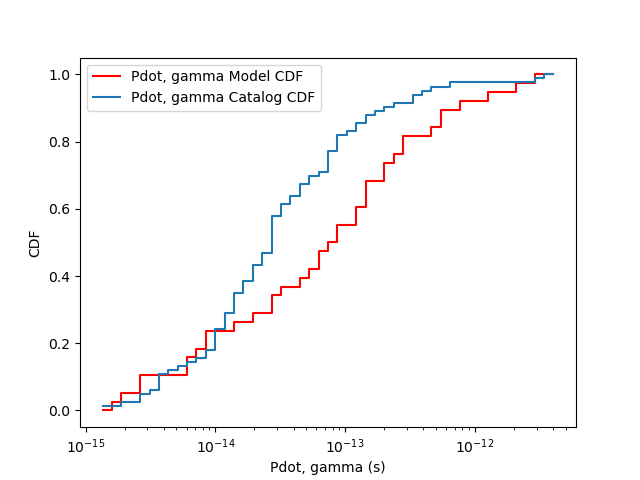 Pdot, gamma Model CDF
Pdot, gamma Catalog CDF
1.0
0.8
0.6
0.4
0.2
0.0
CDF
10⁻¹⁵ 10⁻¹⁴ 10⁻¹³ 10⁻¹²
Pdot, gamma (s)